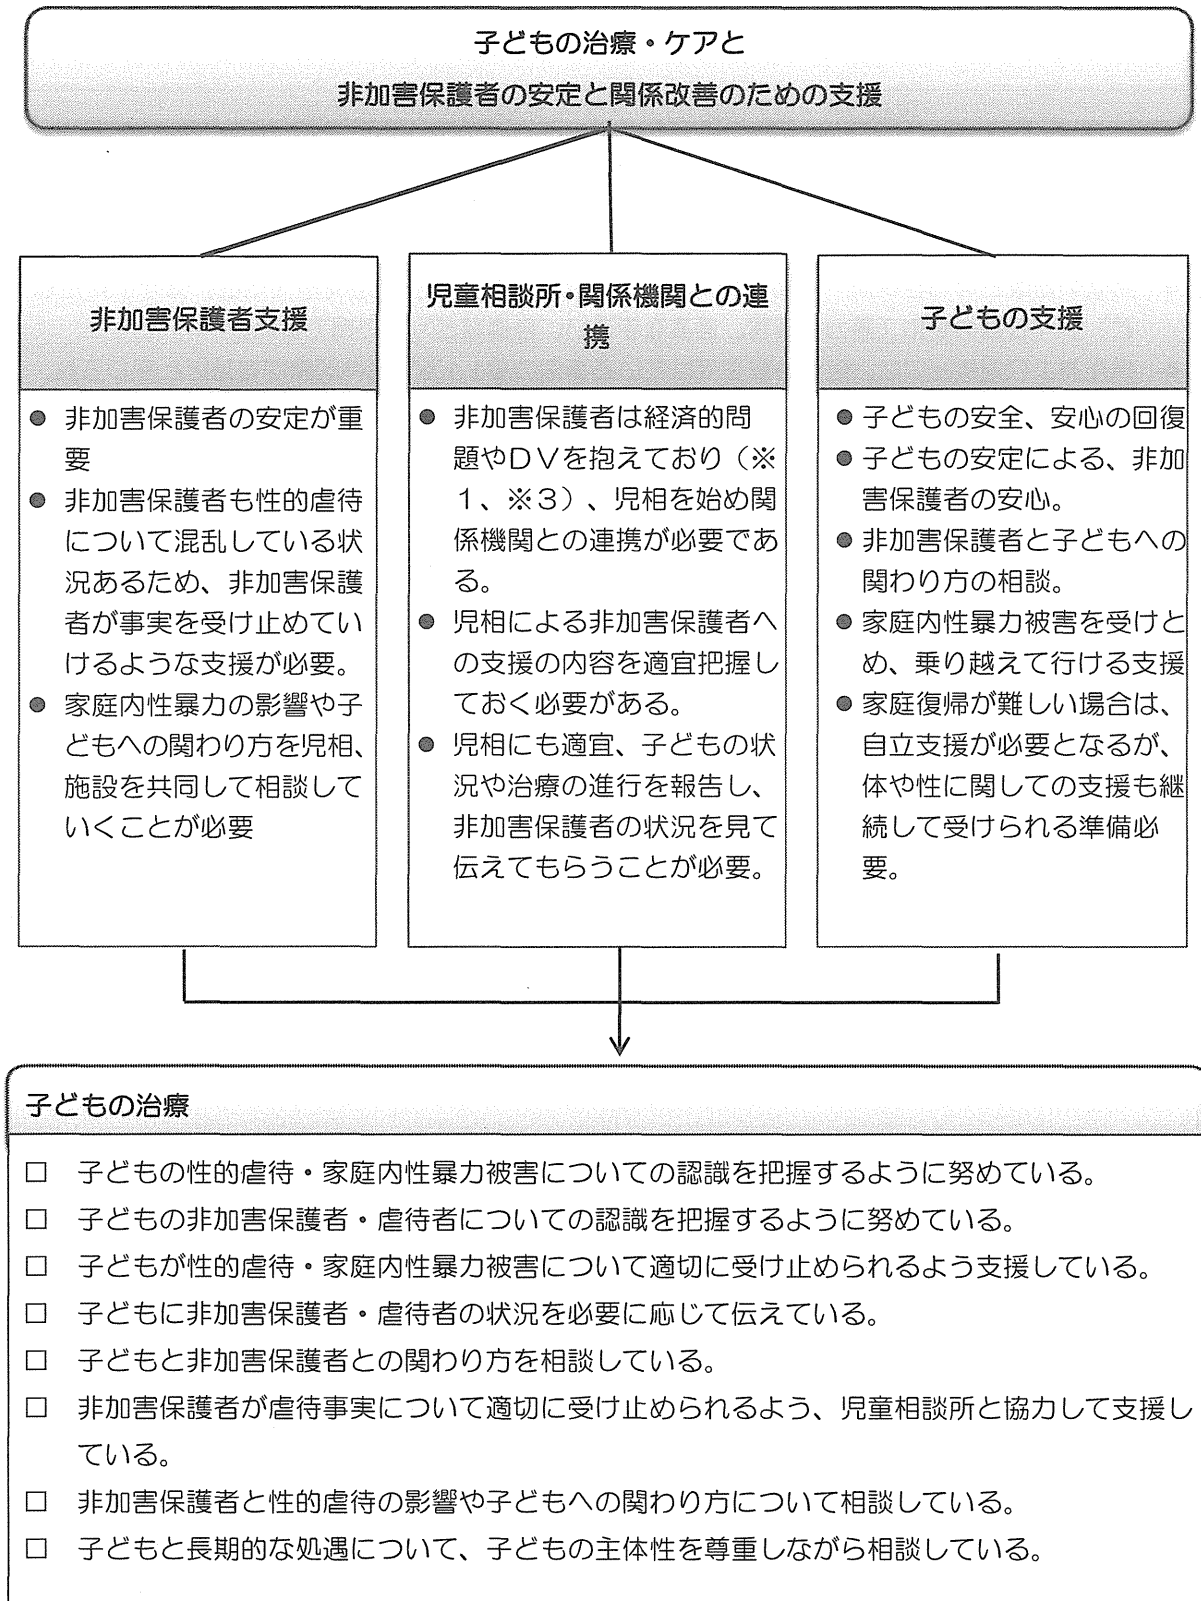 子どもの治療・ケアと
非加害保護者の安定と関係改善のための支援
非加害保護者支援
● 非加害保護者の安定が重
要
● 非加害保護者も性的虐待
について混乱している状
況あるため、非加害保護
者が事実を受け止めてい
けるような支援が必要。
● 家庭内性暴力の影響や子
どもへの関わり方を児相、
施設を共同して相談して
いくことが必要
児童相談所・関係機関との連
携
● 非加害保護者は経済的問
題やDVを抱えており(※
1、※3)、児相を始め関
係機関との連携が必要であ
る。
● 児相による非加害保護者へ
の支援の内容を適宜把握し
ておく必要がある。
● 児相にも適宜、子どもの状
況や治療の進行を報告し、
非加害保護者の状況を見て
伝えてもらうことが必要。
子どもの支援
● 子どもの安全、安心の回復
● 子どもの安定による、非加
害保護者の安心。
● 非加害保護者と子どもへの
関わり方の相談。
● 家庭内性暴力被害を受けと
め、乗り越えて行ける支援
● 家庭復帰が難しい場合は、
自立支援が必要となるが、
体や性に関しての支援も継
続して受けられる準備必
要。
子どもの治療
□ 子どもの性的虐待・家庭内性暴力被害についての認識を把握するように努めている。
□ 子どもの非加害保護者・虐待者についての認識を把握するように努めている。
□ 子どもが性的虐待・家庭内性暴力被害について適切に受け止められるよう支援している。
□ 子どもに非加害保護者・虐待者の状況を必要に応じて伝えている。
□ 子どもと非加害保護者との関わり方を相談している。
□ 非加害保護者が虐待事実について適切に受け止められるよう、児童相談所と協力して支援し
ている。
□ 非加害保護者と性的虐待の影響や子どもへの関わり方について相談している。
□ 子どもと長期的な処遇について、子どもの主体性を尊重しながら相談している。